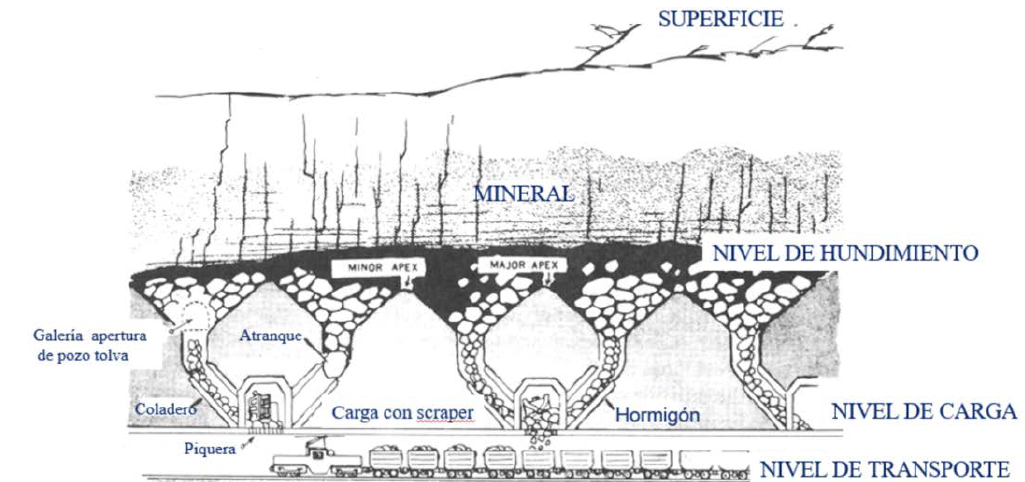 SUPERFICIE
MINERAL
NIVEL DE HUNDIMIENTO
MINOR APEX
MAJOR APEX
Galería apertura
de pozo tolva
Atranque
Coladero
Carga con scraper
Hormigón
NIVEL DE CARGA
Piquera
NIVEL DE TRANSPORTE